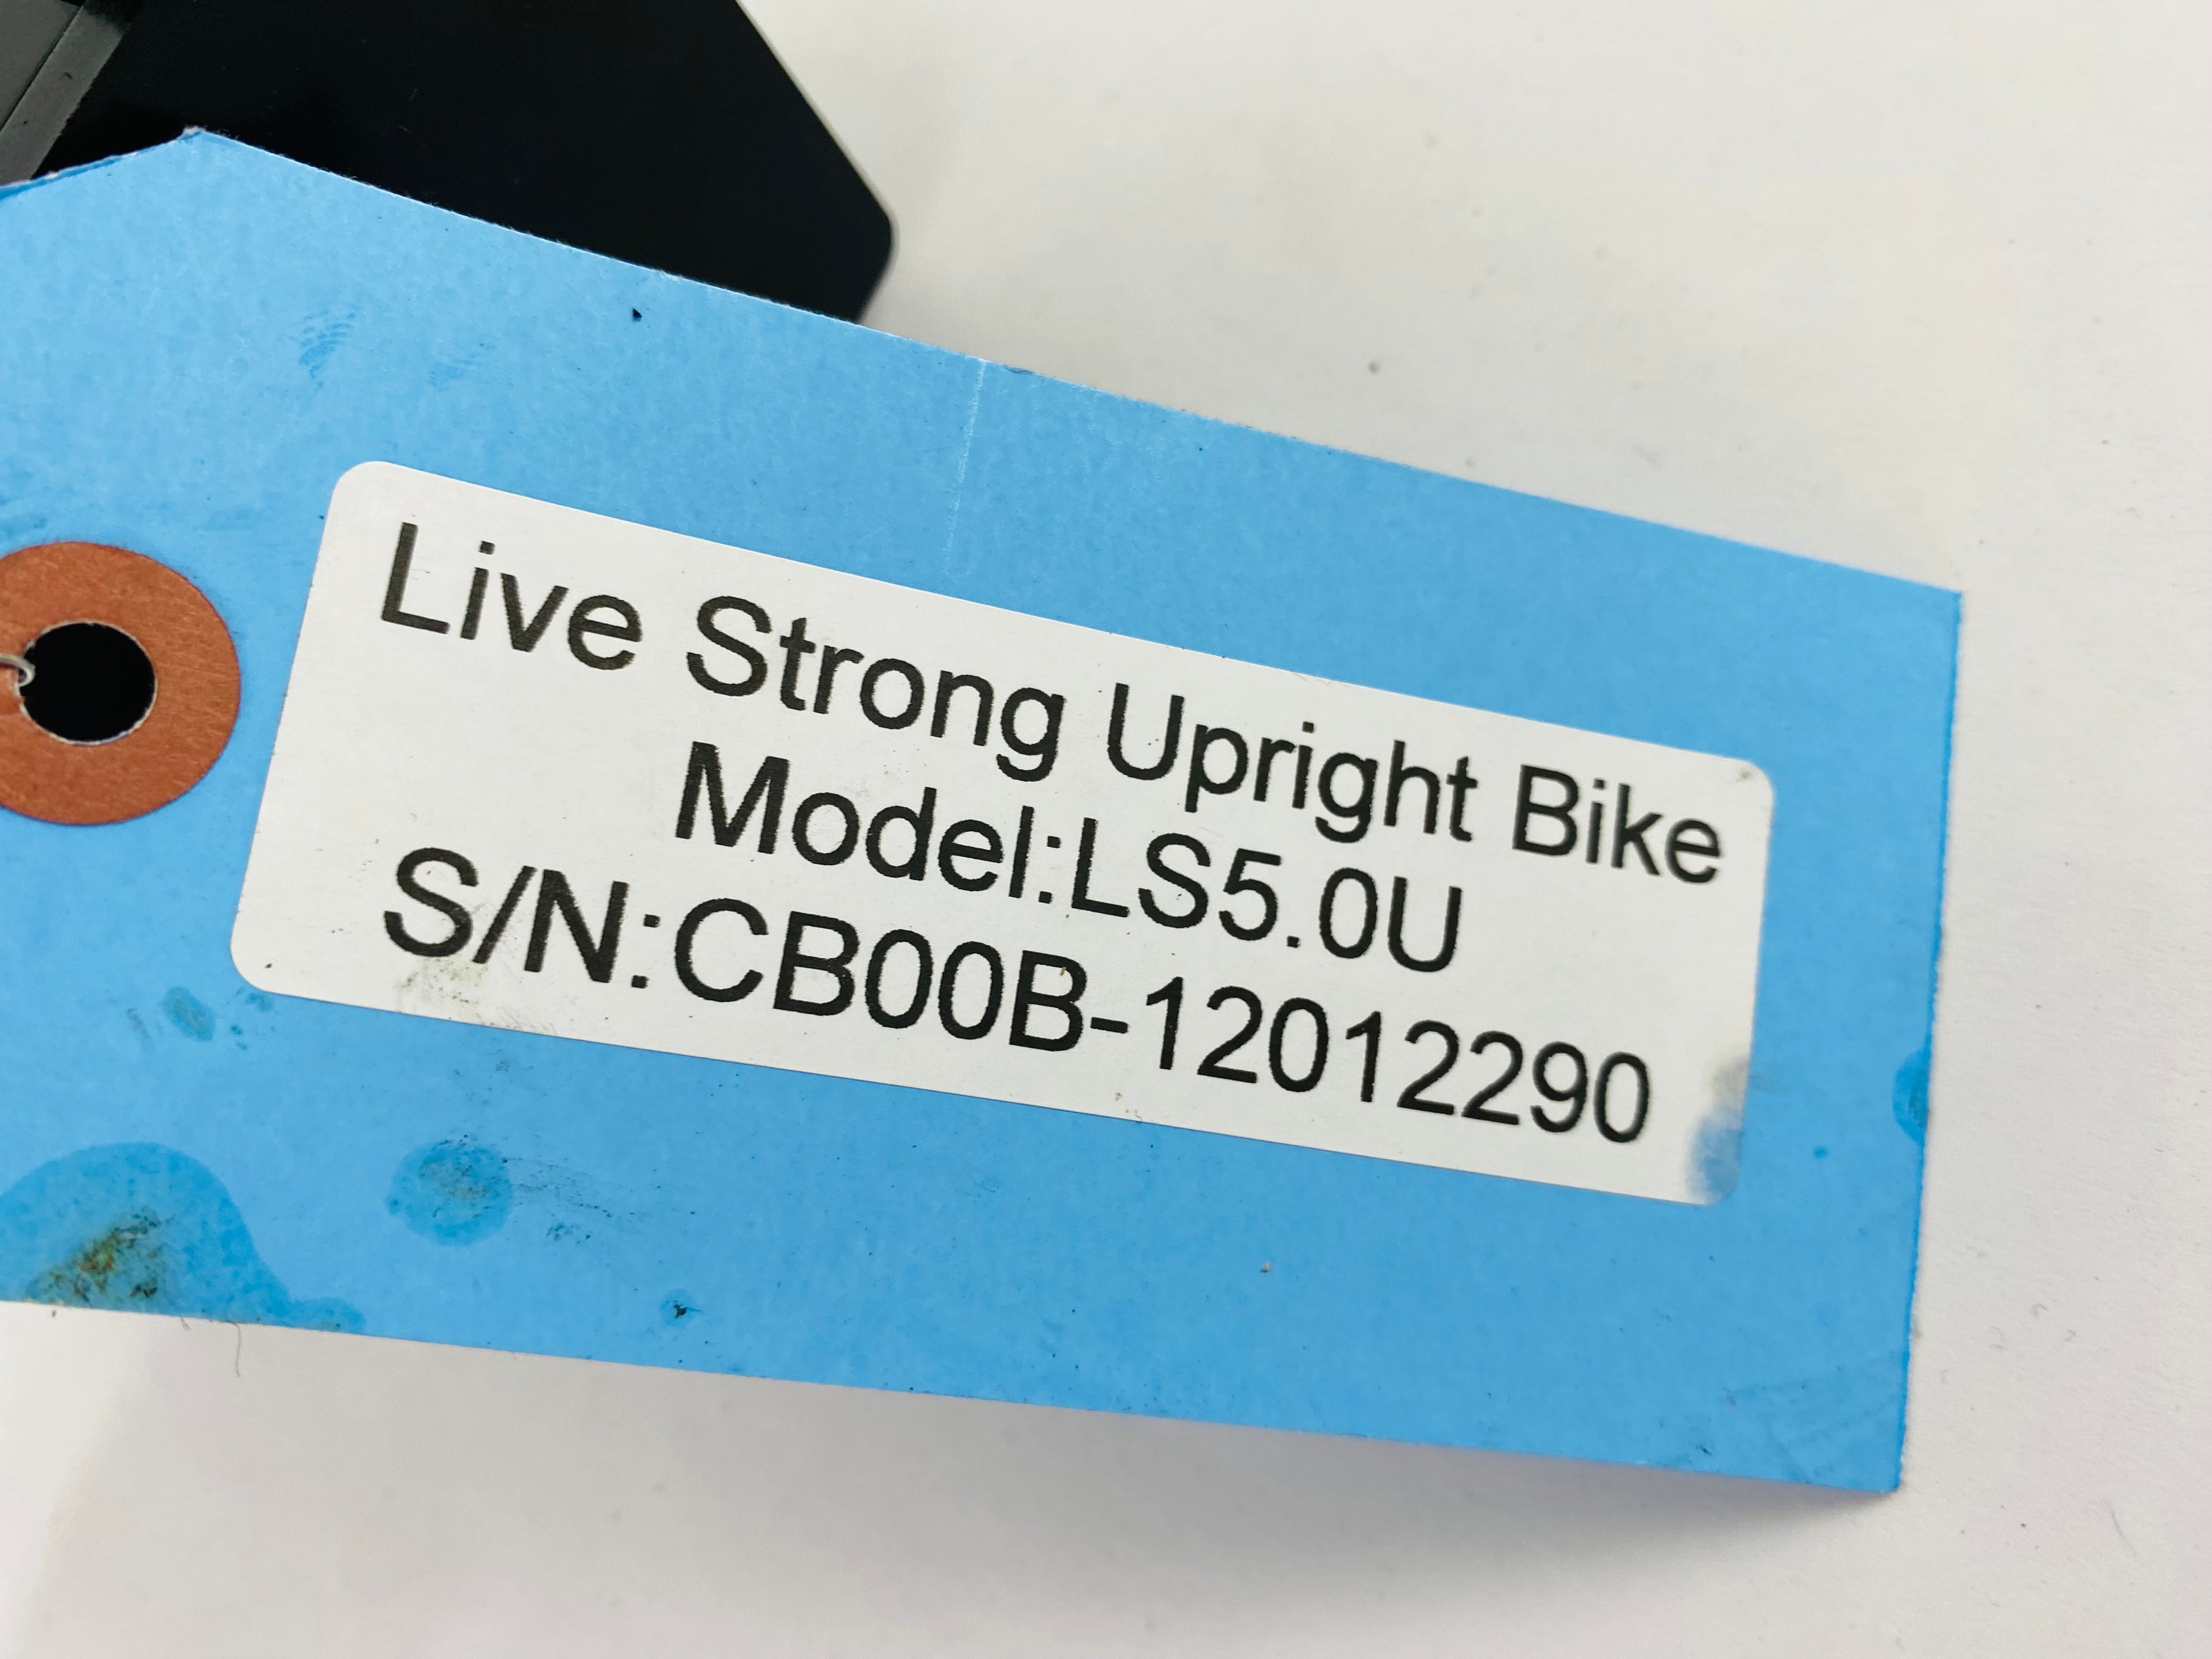 Live Strong Upright Bike
Model:LS5.0U
S/N:CB00B-12012290